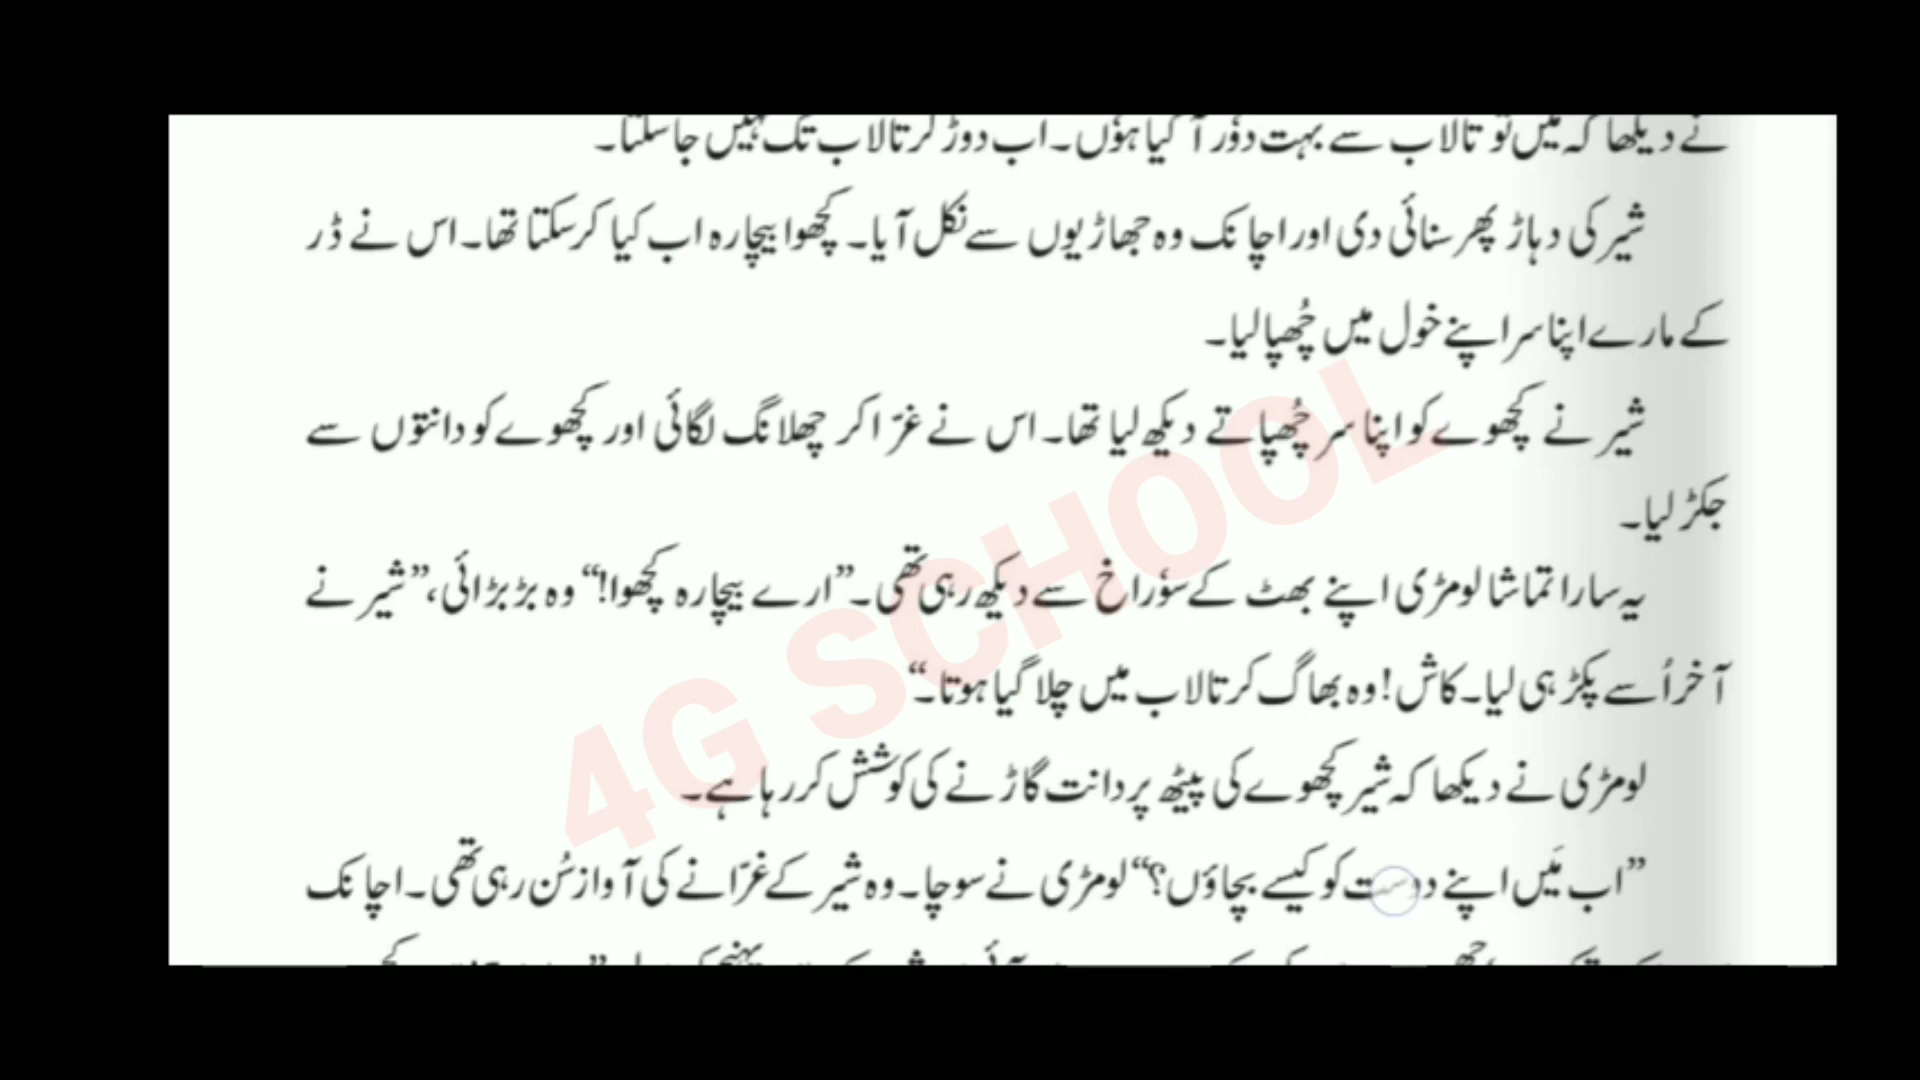 نے دیکھا کہ میں تو تالاب سے بہت دوٗر آ گیا ہوٗں۔ اب دوڑ کر تالاب تک نہیں جا سکتا۔
شیر کی دہاڑ پھر سنائی دی اور اچانک وہ جھاڑیوں سے نکل آیا۔ کچھوا بیچارہ اب کیا کر سکتا تھا۔ اس نے ڈر
کے مارے اپنا سر اپنے خول میں چُھپا لیا۔
شیر نے کچھوے کو اپنا سر چُھپاتے دیکھ لیا تھا۔ اس نے غرّا کر چھلانگ لگائی اور کچھوے کو دانتوں سے
جکڑ لیا۔
یہ سارا تماشا لومڑی اپنے بھٹ کے سوٗراخ سے دیکھ رہی تھی۔ ”ارے بیچارہ کچھوا!“ وہ بڑبڑائی، ”شیر نے
آخر اُسے پکڑ ہی لیا۔ کاش! وہ بھاگ کر تالاب میں چلا گیا ہوتا۔“
لومڑی نے دیکھا کہ شیر کچھوے کی پیٹھ پر دانت گاڑنے کی کوشش کر رہا ہے۔
”اب مَیں اپنے دوست کو کیسے بچاؤں؟“ لومڑی نے سوچا۔ وہ شیر کے غرّانے کی آواز سُن رہی تھی۔ اچانک
4G SCHOOL